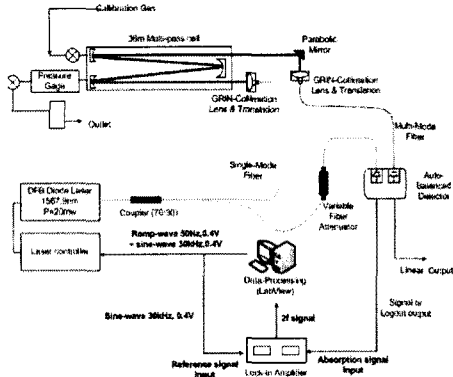 Calibration Gas
36m Multi-pass cell
Parabolic
Mirror
Pressure
Gage
GRIN-Collimation
Lens & Translation
GRIN-Collimation
Lens & Translation
Outlet
Multi-Mode
Fiber
Single-Mode
Fiber
DFB Diode Laser
1567.9nm
P=20mw
Coupler (70:30)
Variable
Fiber
Attenuator
Auto-
Balanced
Detector
Laser controller
Ramp-wave 50Hz,0.4V
+ sine-wave 30kHz,0.4V
Data-Processing
(LabView)
Linear Output
Signal or
Logout output
Sine-wave 30kHz, 0.4V
2f signal
Reference signal
Input
Absorption signal
Input
Lock-in Amplifier